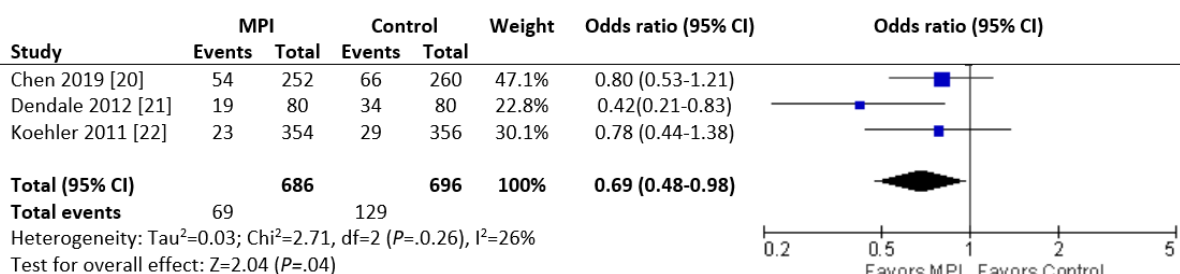 MPI Control Weight Odds ratio (95% CI) Odds ratio (95% CI)
Study Events Total Events Total
Chen 2019 [20] 54 252 66 260 47.1% 0.80 (0.53-1.21)
Dendale 2012 [21] 19 80 34 80 22.8% 0.42(0.21-0.83)
Koehler 2011 [22] 23 354 29 356 30.1% 0.78 (0.44-1.38)
Total (95% CI) 686 696 100% 0.69 (0.48-0.98)
Total events 69 129
Heterogeneity: Tau²=0.03; Chi²=2.71, df=2 (P=.0.26), I²=26%
0.2 0.5 1 2 5
Test for overall effect: Z=2.04 (P=.04)
Favors MPI Favors Control